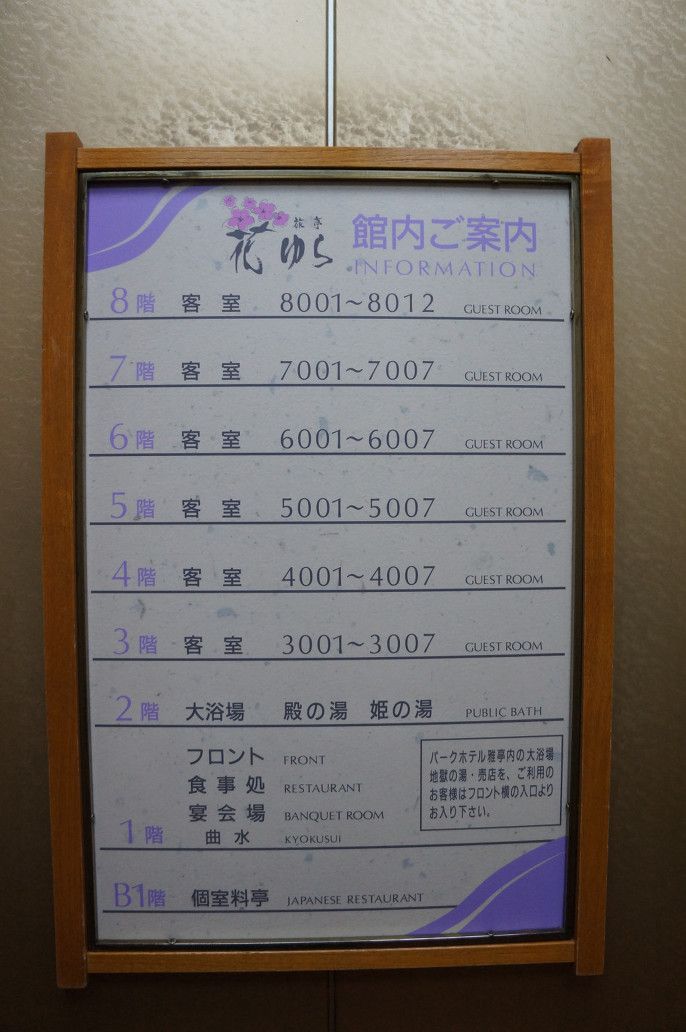 旅亭
花ゆら
館内ご案内
INFORMATION
8階 客室 8001～8012 GUEST ROOM
7階 客室 7001～7007 GUEST ROOM
6階 客室 6001～6007 GUEST ROOM
5階 客室 5001～5007 GUEST ROOM
4階 客室 4001～4007 GUEST ROOM
3階 客室 3001～3007 GUEST ROOM
2階 大浴場 殿の湯 姫の湯 PUBLIC BATH
フロント FRONT
食事処 RESTAURANT
宴会場 BANQUET ROOM
1階 曲水 KYOKUSUI
パークホテル雅亭内の大浴場
地獄の湯・売店を、ご利用の
お客様はフロント横の入口より
お入り下さい。
B1階 個室料亭 JAPANESE RESTAURANT